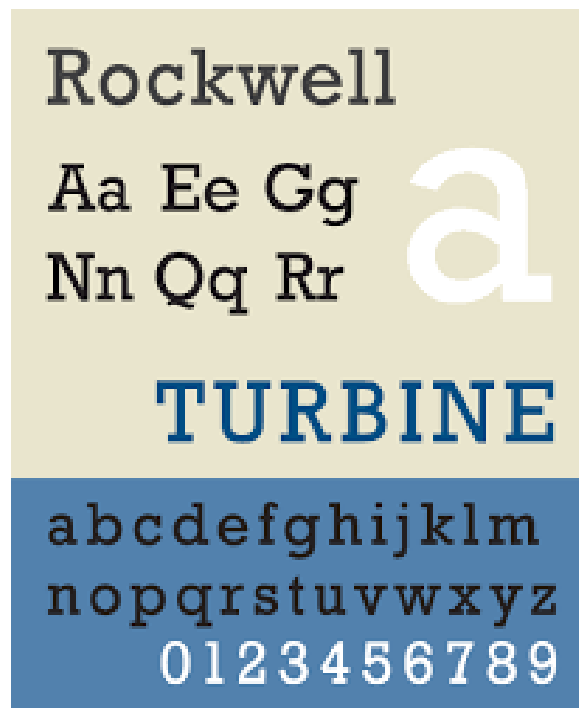 Rockwell
Aa Ee Gg
a
Nn Qq Rr
TURBINE
abcdefghijklm
nopqrstuvwxyz
0123456789